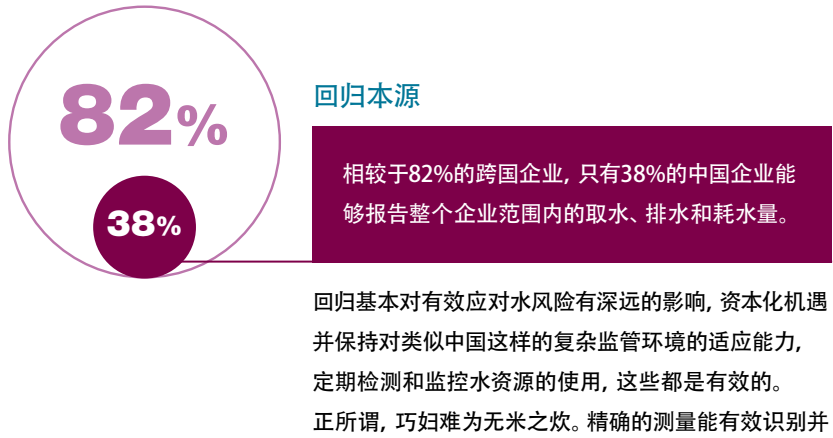 82%
38%
回归本源
相较于82%的跨国企业, 只有38%的中国企业能
够报告整个企业范围内的取水、排水和耗水量。
回归基本对有效应对水风险有深远的影响, 资本化机遇
并保持对类似中国这样的复杂监管环境的适应能力,
定期检测和监控水资源的使用, 这些都是有效的。
正所谓, 巧妇难为无米之炊。精确的测量能有效识别并